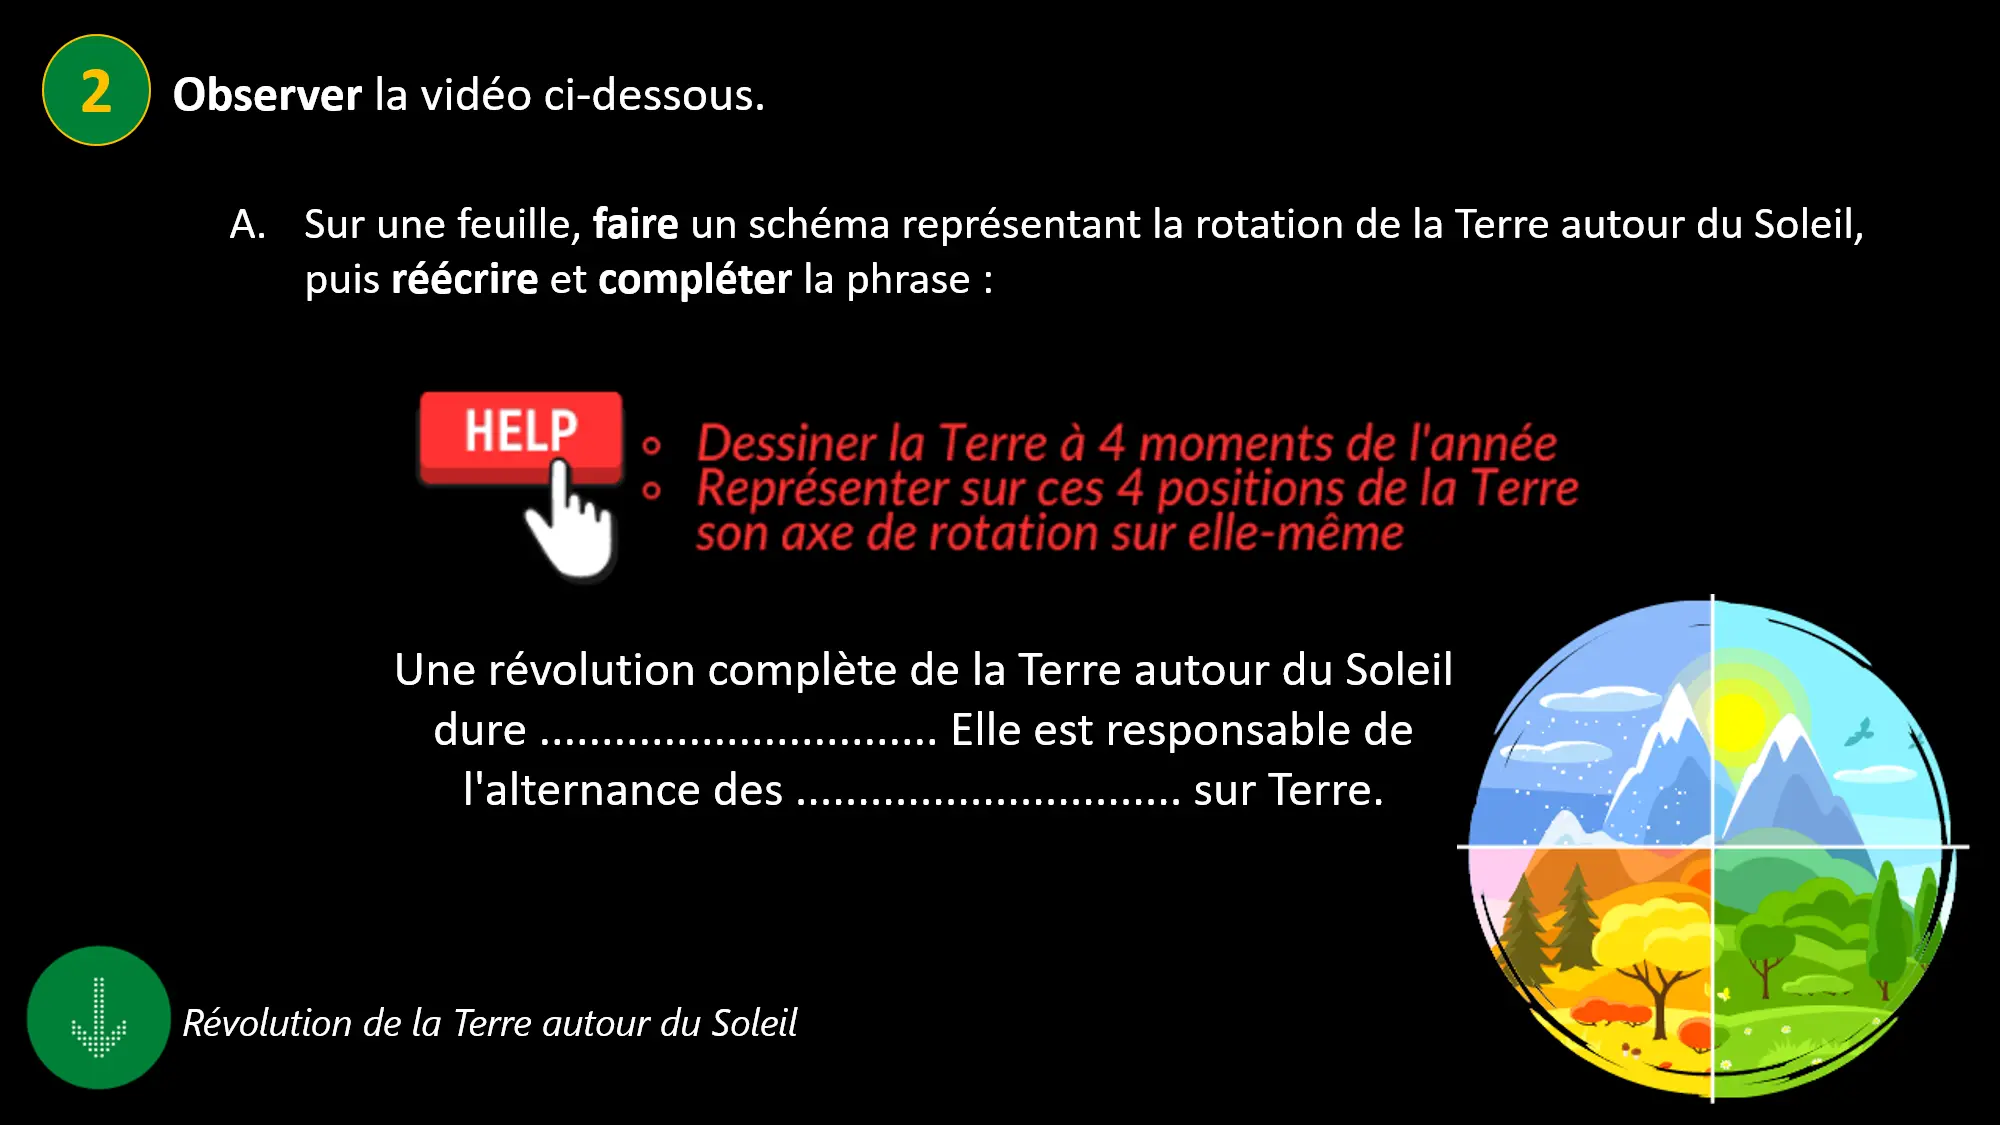 2
Observer la vidéo ci-dessous.
A. Sur une feuille, faire un schéma représentant la rotation de la Terre autour du Soleil,
puis réécrire et compléter la phrase :
HELP
Dessiner la Terre à 4 moments de l'année
Représenter sur ces 4 positions de la Terre
son axe de rotation sur elle-même
Une révolution complète de la Terre autour du Soleil
dure ................................ Elle est responsable de
l'alternance des ............................... sur Terre.
Révolution de la Terre autour du Soleil